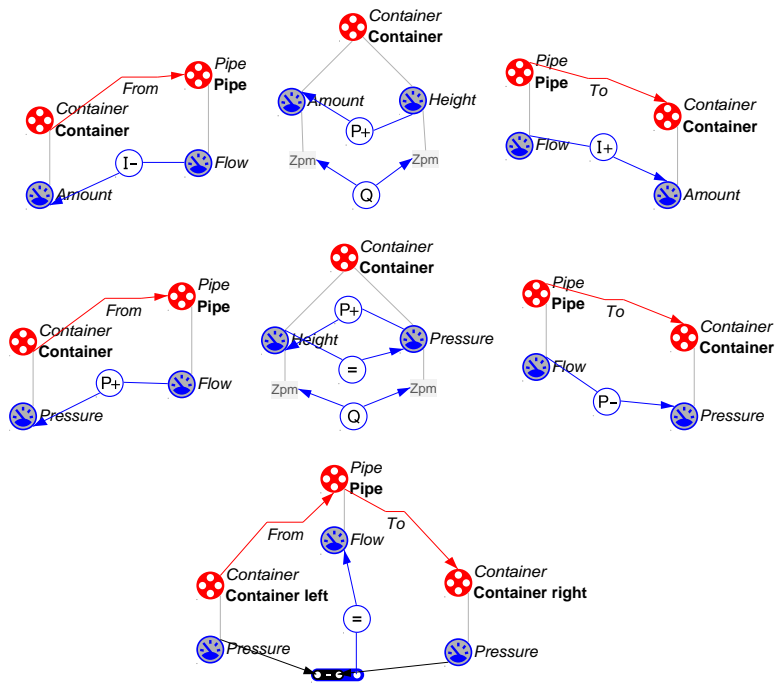 Container
Container
From
Pipe
Pipe
I-
Flow
Amount
Container
Container
Amount
Height
P+
Zpm
Zpm
Q
Pipe
Pipe
To
Container
Container
Flow
I+
Amount
Container
Container
From
Pipe
Pipe
P+
Flow
Pressure
Container
Container
P+
Height
Pressure
=
Zpm
Zpm
Q
Pipe
Pipe
To
Container
Container
Flow
P-
Pressure
Pipe
Pipe
From
To
Flow
Container
Container left
Container
Container right
=
Pressure
Pressure
-